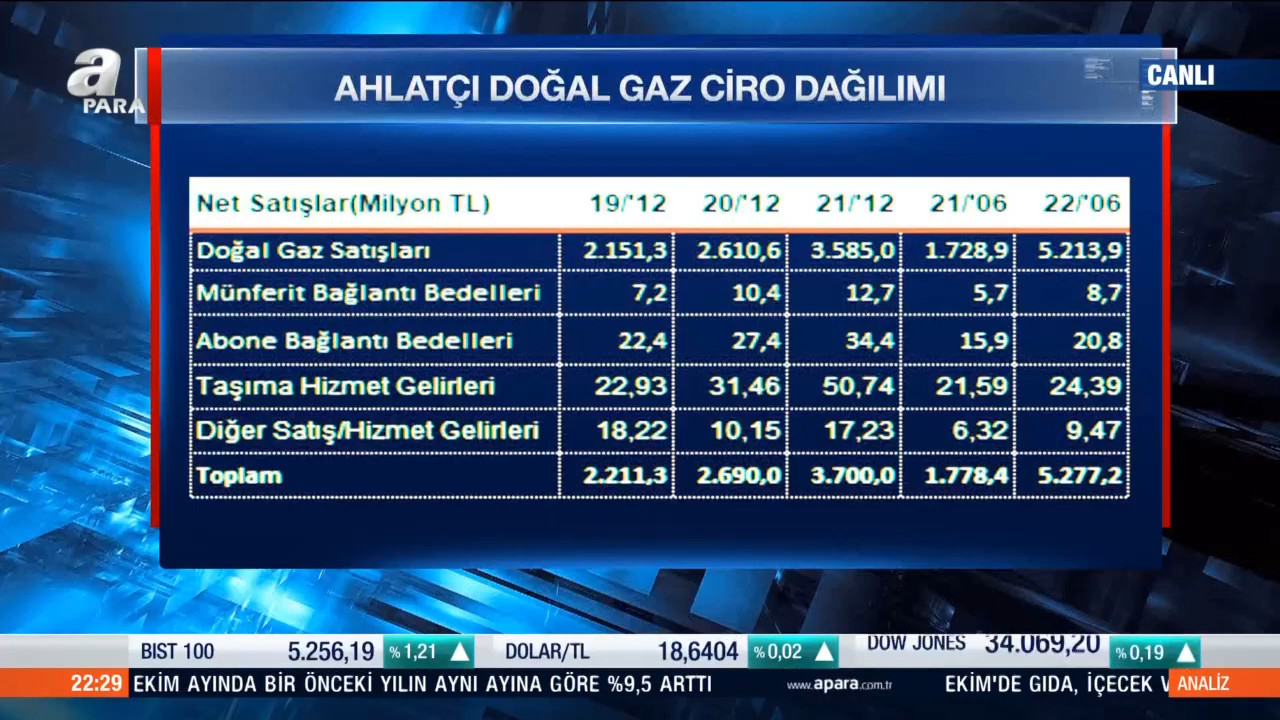 a PARA
AHLATÇI DOĞAL GAZ CİRO DAĞILIMI
CANLI
Net Satışlar(Milyon TL) 19/'12 20/'12 21/'12 21/'06 22/'06
Doğal Gaz Satışları 2.151,3 2.610,6 3.585,0 1.728,9 5.213,9
Münferit Bağlantı Bedelleri 7,2 10,4 12,7 5,7 8,7
Abone Bağlantı Bedelleri 22,4 27,4 34,4 15,9 20,8
Taşıma Hizmet Gelirleri 22,93 31,46 50,74 21,59 24,39
Diğer Satış/Hizmet Gelirleri 18,22 10,15 17,23 6,32 9,47
Toplam 2.211,3 2.690,0 3.700,0 1.778,4 5.277,2
BIST 100 5.256,19 %1,21 DOLAR/TL 18,6404 %0,02 DOW JONES 34.069,20 %0,19
22:29 EKİM AYINDA BİR ÖNCEKİ YILIN AYNI AYINA GÖRE %9,5 ARTTI www.apara.com.tr EKİM'DE GIDA, İÇECEK V ANALİZ